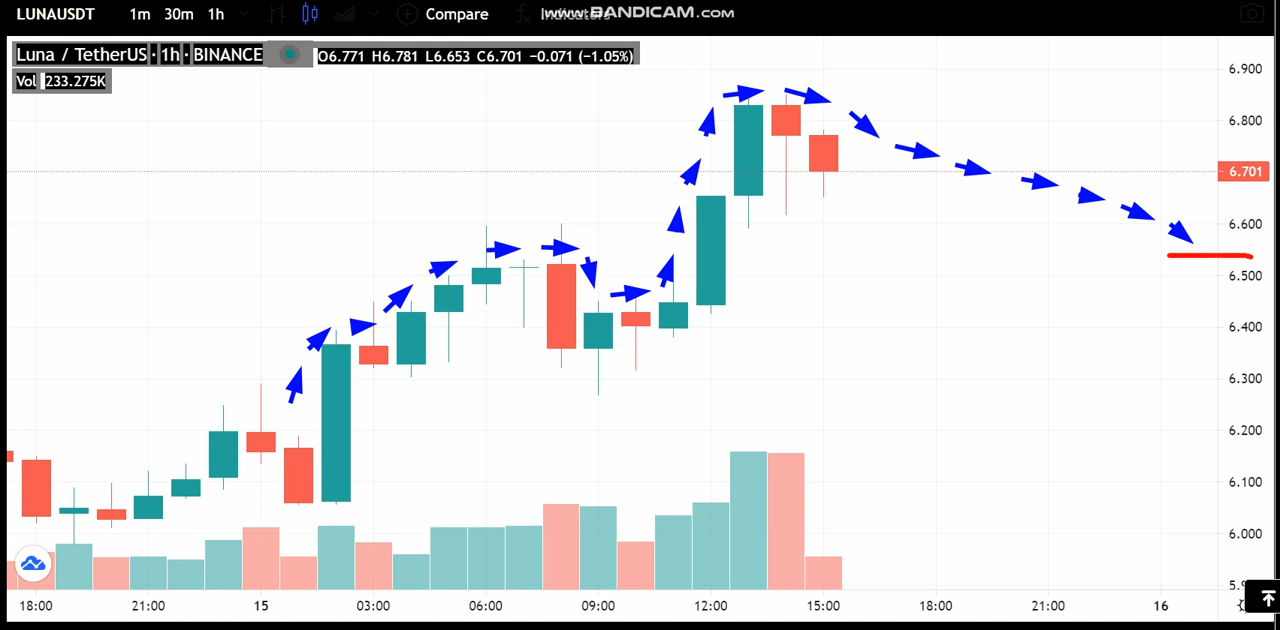 LUNAUSDT 1m 30m 1h Compare Indicators www.BANDICAM.com
Luna / TetherUS · 1h · BINANCE O6.771 H6.781 L6.653 C6.701 −0.071 (−1.05%)
Vol 233.275K
6.900
6.800
6.701
6.600
6.500
6.400
6.300
6.200
6.100
6.000
18:00 21:00 15 03:00 06:00 09:00 12:00 15:00 18:00 21:00 16